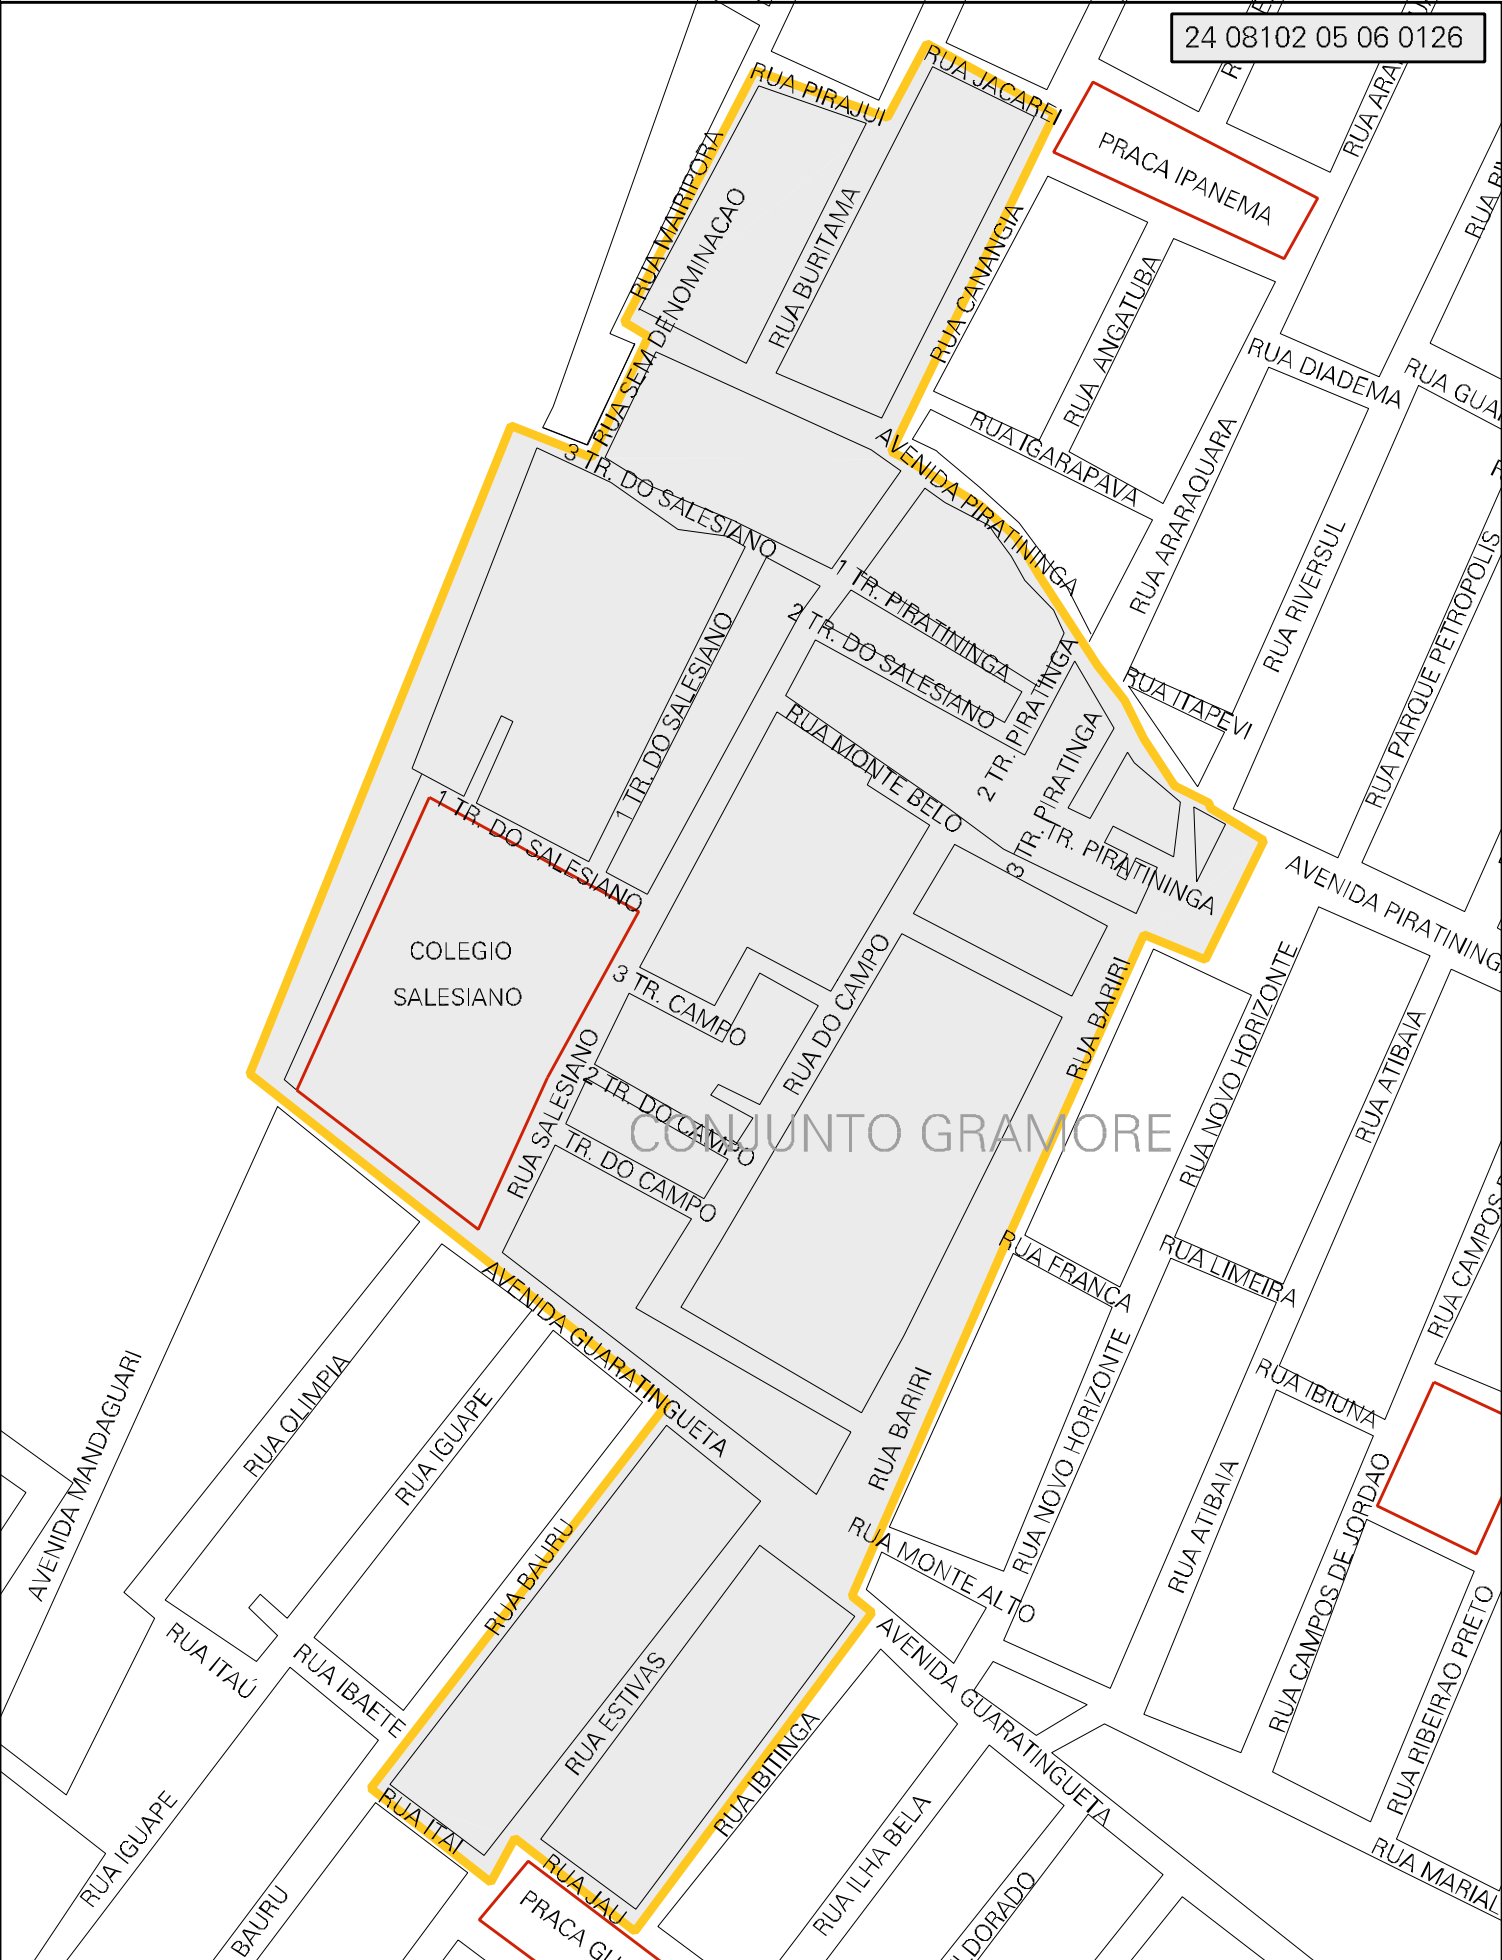 24 08102 05 06 0126
RUA JACAREI
RUA PIRAJUI
RUA MAIRIPORA
PRACA IPANEMA
RUA SEM DENOMINACAO
RUA BURITAMA
RUA CANANGIA
RUA ANGATUBA
RUA DIADEMA
RUA IGARAPAVA
AVENIDA PIRATININGA
RUA ARARAQUARA
RUA RIVERSUL
RUA PARQUE PETROPOLIS
3 TR. DO SALESIANO
1 TR. PIRATININGA
2 TR. DO SALESIANO
1 TR. DO SALESIANO
2 TR. PIRATINGA
3 TR. PIRATINGA
RUA ITAPEVI
RUA MONTE BELO
TR. PIRATININGA
1 TR. DO SALESIANO
AVENIDA PIRATININGA
COLEGIO
SALESIANO
3 TR. CAMPO
RUA DO CAMPO
RUA BARIRI
RUA NOVO HORIZONTE
RUA ATIBAIA
RUA SALESIANO
2 TR. DO CAMPO
CONJUNTO GRAMORE
TR. DO CAMPO
RUA FRANCA
RUA LIMEIRA
RUA CAMPOS
AVENIDA GUARATINGUETA
RUA IBIUNA
AVENIDA MANDAGUARI
RUA OLIMPIA
RUA IGUAPE
RUA BARIRI
RUA NOVO HORIZONTE
RUA ATIBAIA
RUA CAMPOS DE JORDAO
RUA BAURU
RUA MONTE ALTO
RUA ITAÚ
RUA IBAETE
RUA ESTIVAS
AVENIDA GUARATINGUETA
RUA RIBEIRAO PRETO
RUA IBITINGA
RUA ITAI
RUA IGUAPE
RUA ILHA BELA
RUA JAU
RUA MARIAL
PRACA GU
BAURU
LDORADO